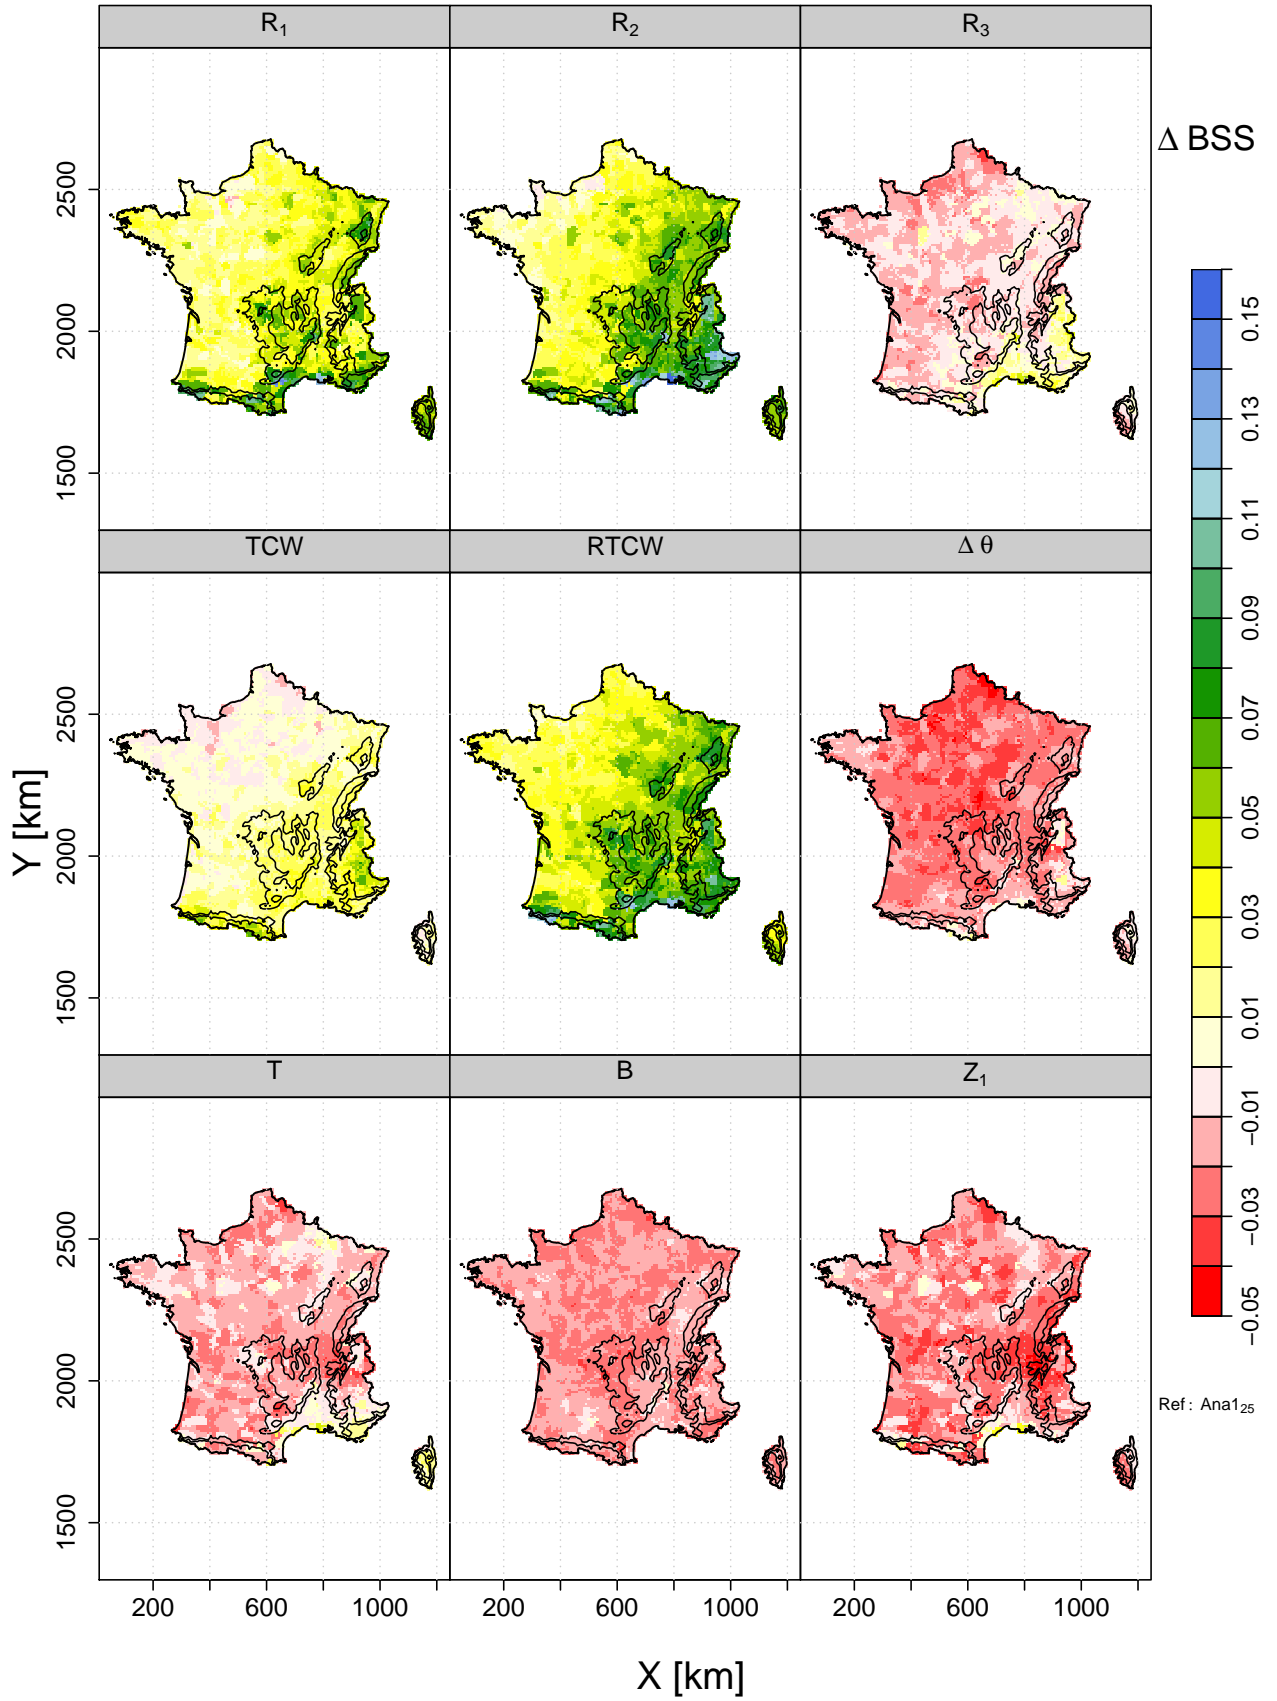 R₁ R₂ R₃
Δ BSS
2500
2000
1500
TCW RTCW Δ θ
2500
2000
1500
T B Z₁
2500
2000
1500
Y [km]
200 600 1000 200 600 1000 200 600 1000
X [km]
0.15
0.13
0.11
0.09
0.07
0.05
0.03
0.01
−0.01
−0.03
−0.05
Ref : Ana1₂₅